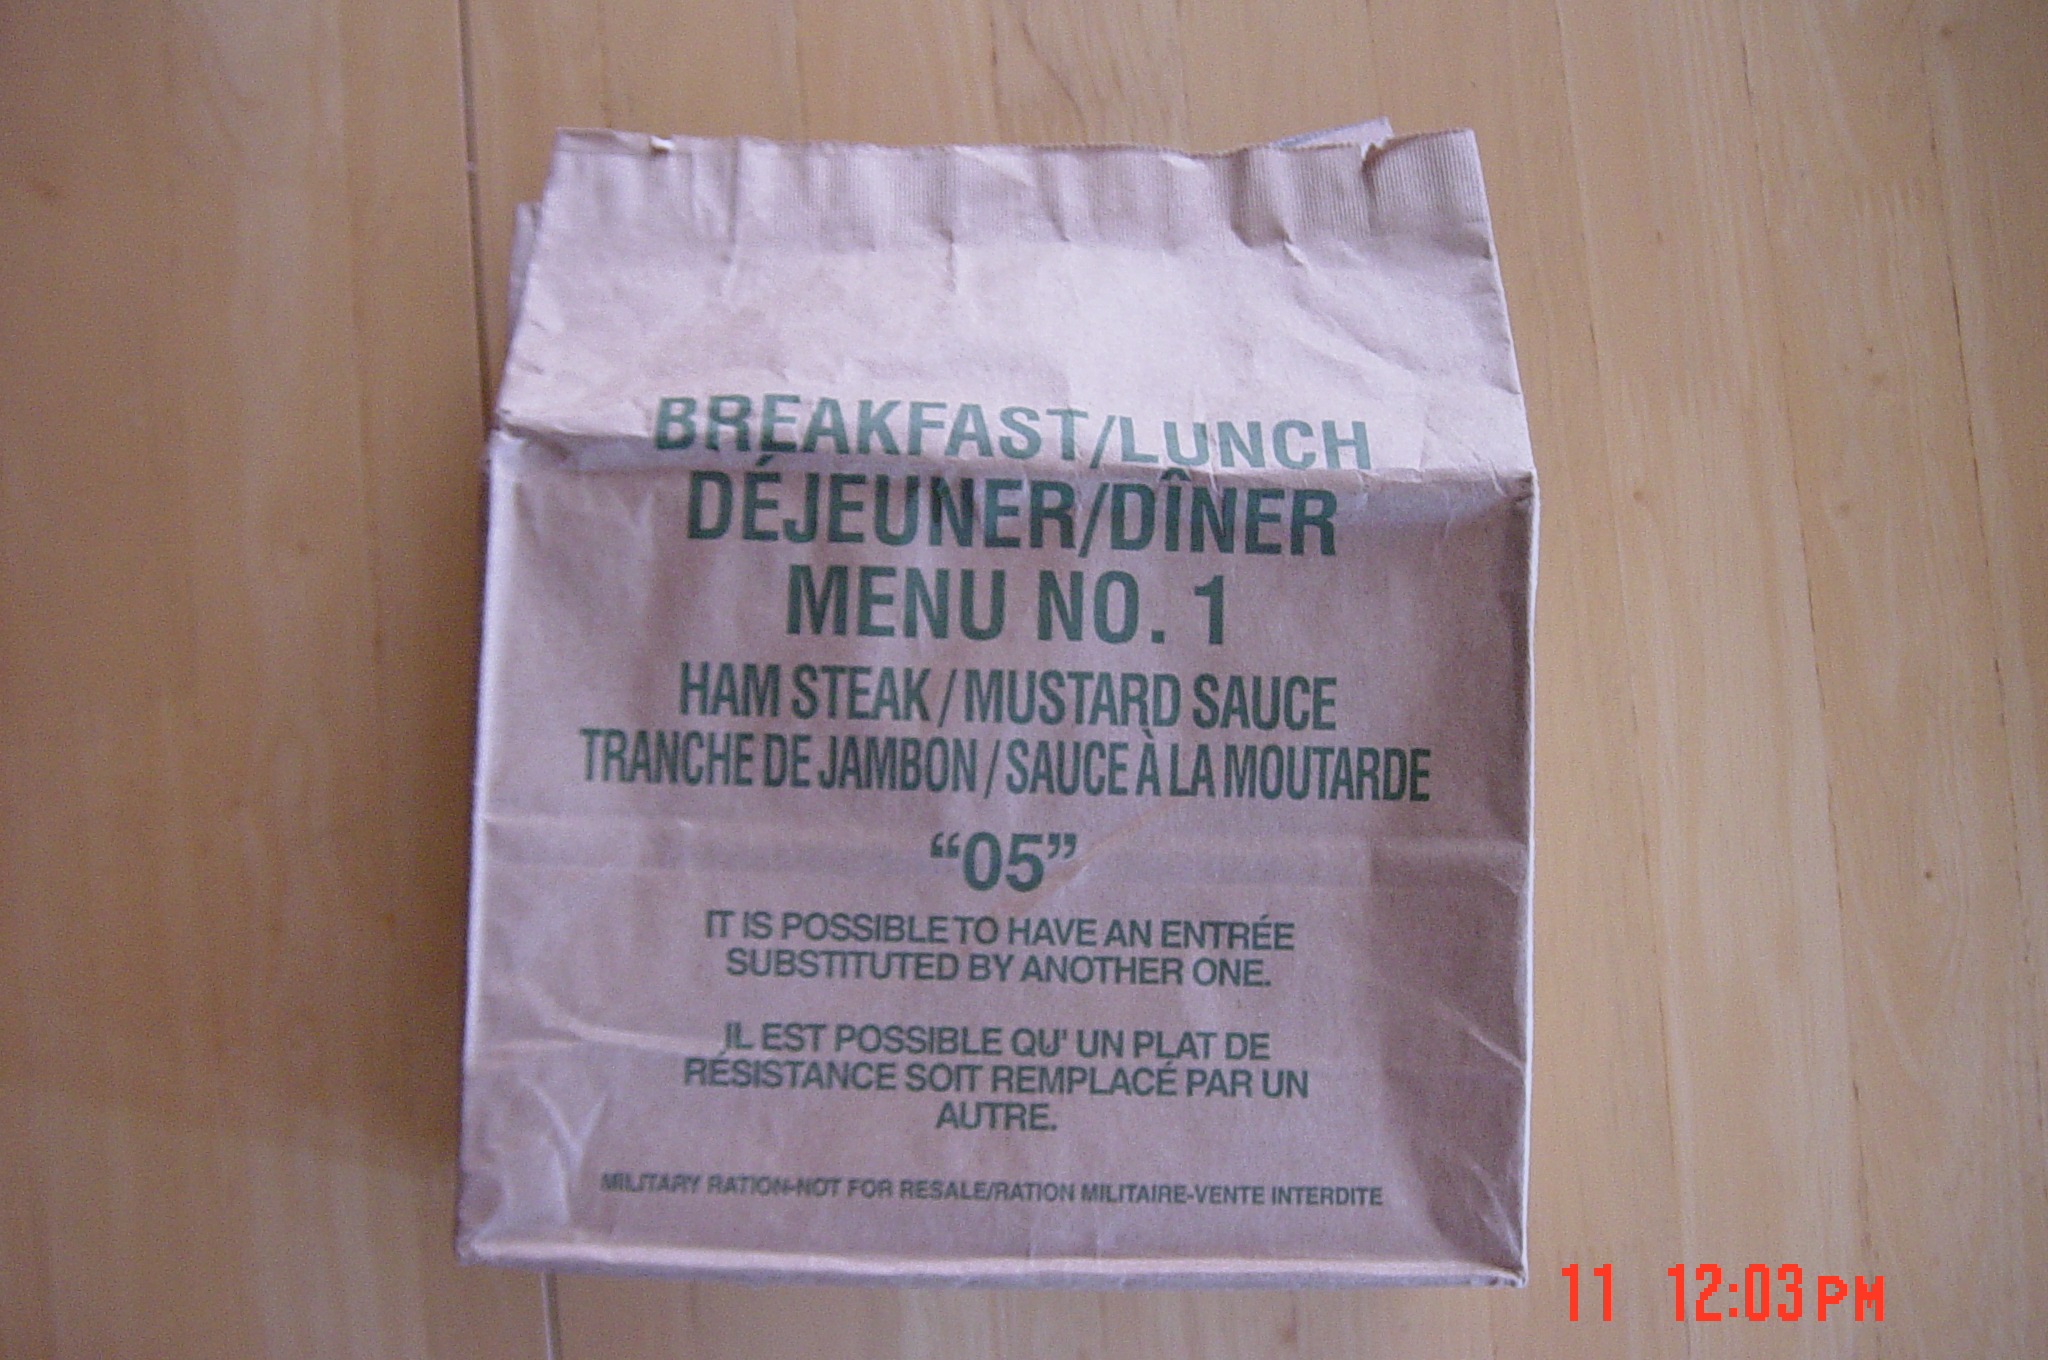 BREAKFAST/LUNCH
DÉJEUNER/DÎNER
MENU NO. 1
HAM STEAK / MUSTARD SAUCE
TRANCHE DE JAMBON / SAUCE À LA MOUTARDE
“05”
IT IS POSSIBLE TO HAVE AN ENTRÉE
SUBSTITUTED BY ANOTHER ONE.
IL EST POSSIBLE QU' UN PLAT DE
RÉSISTANCE SOIT REMPLACÉ PAR UN
AUTRE.
MILITARY RATION-NOT FOR RESALE/RATION MILITAIRE-VENTE INTERDITE
11 12:03 PM